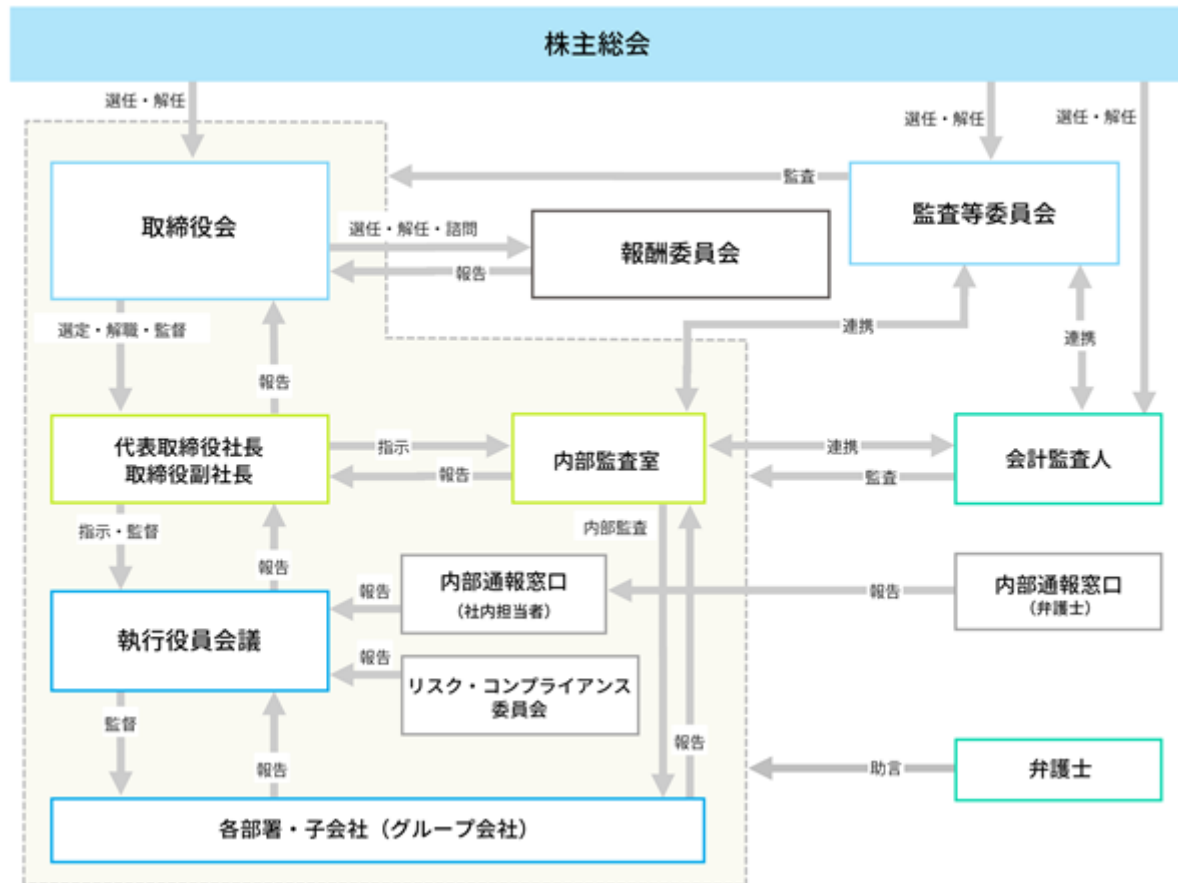 株主総会
選任・解任
選任・解任
選任・解任
取締役会
監査
監査等委員会
選任・解任・諮問
報酬委員会
報告
選定・解職・監督
連携
連携
報告
代表取締役社長
取締役副社長
指示
報告
内部監査室
連携
監査
会計監査人
指示・監督
内部監査
報告
報告
内部通報窓口
（社内担当者）
報告
内部通報窓口
（弁護士）
執行役員会議
報告
リスク・コンプライアンス
委員会
監督
報告
報告
助言
弁護士
各部署・子会社（グループ会社）